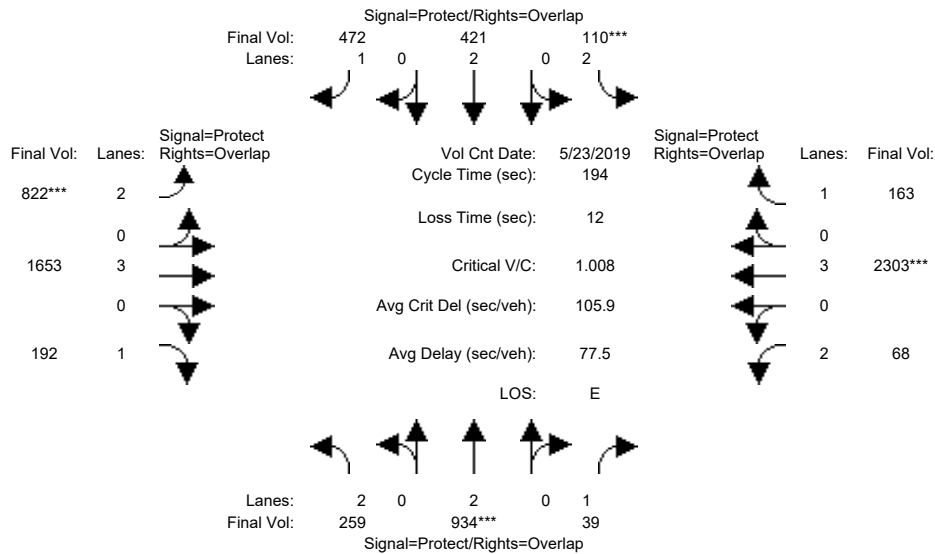 Signal=Protect/Rights=Overlap
Final Vol: 472 421 110***
Lanes: 1 0 2 0 2
Signal=Protect
Final Vol: Lanes: Rights=Overlap
Vol Cnt Date: 5/23/2019
Signal=Protect
Rights=Overlap Lanes: Final Vol:
Cycle Time (sec): 194
822*** 2
1 163
Loss Time (sec): 12
0
0
1653 3
Critical V/C: 1.008
3 2303***
0
Avg Crit Del (sec/veh): 105.9
0
192 1
Avg Delay (sec/veh): 77.5
2 68
LOS: E
Lanes: 2 0 2 0 1
Final Vol: 259 934*** 39
Signal=Protect/Rights=Overlap